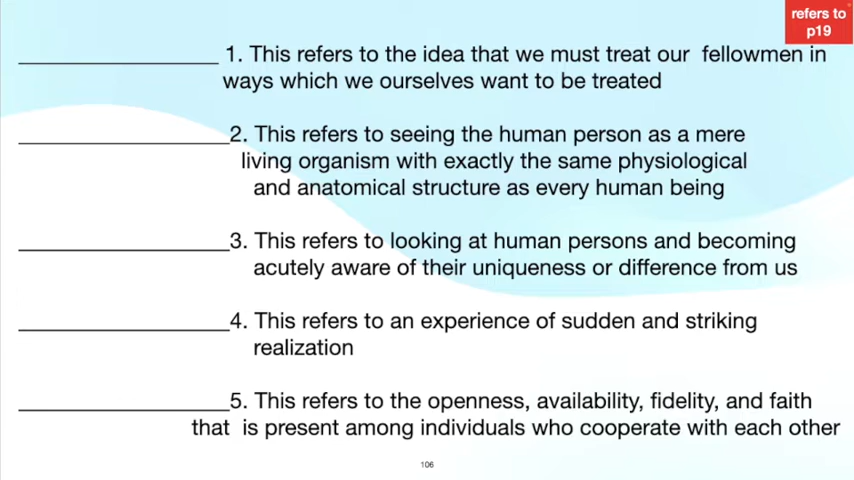 refers to
p19
__________________ 1. This refers to the idea that we must treat our fellowmen in
ways which we ourselves want to be treated
___________________2. This refers to seeing the human person as a mere
living organism with exactly the same physiological
and anatomical structure as every human being
___________________3. This refers to looking at human persons and becoming
acutely aware of their uniqueness or difference from us
___________________4. This refers to an experience of sudden and striking
realization
___________________5. This refers to the openness, availability, fidelity, and faith
that is present among individuals who cooperate with each other
106